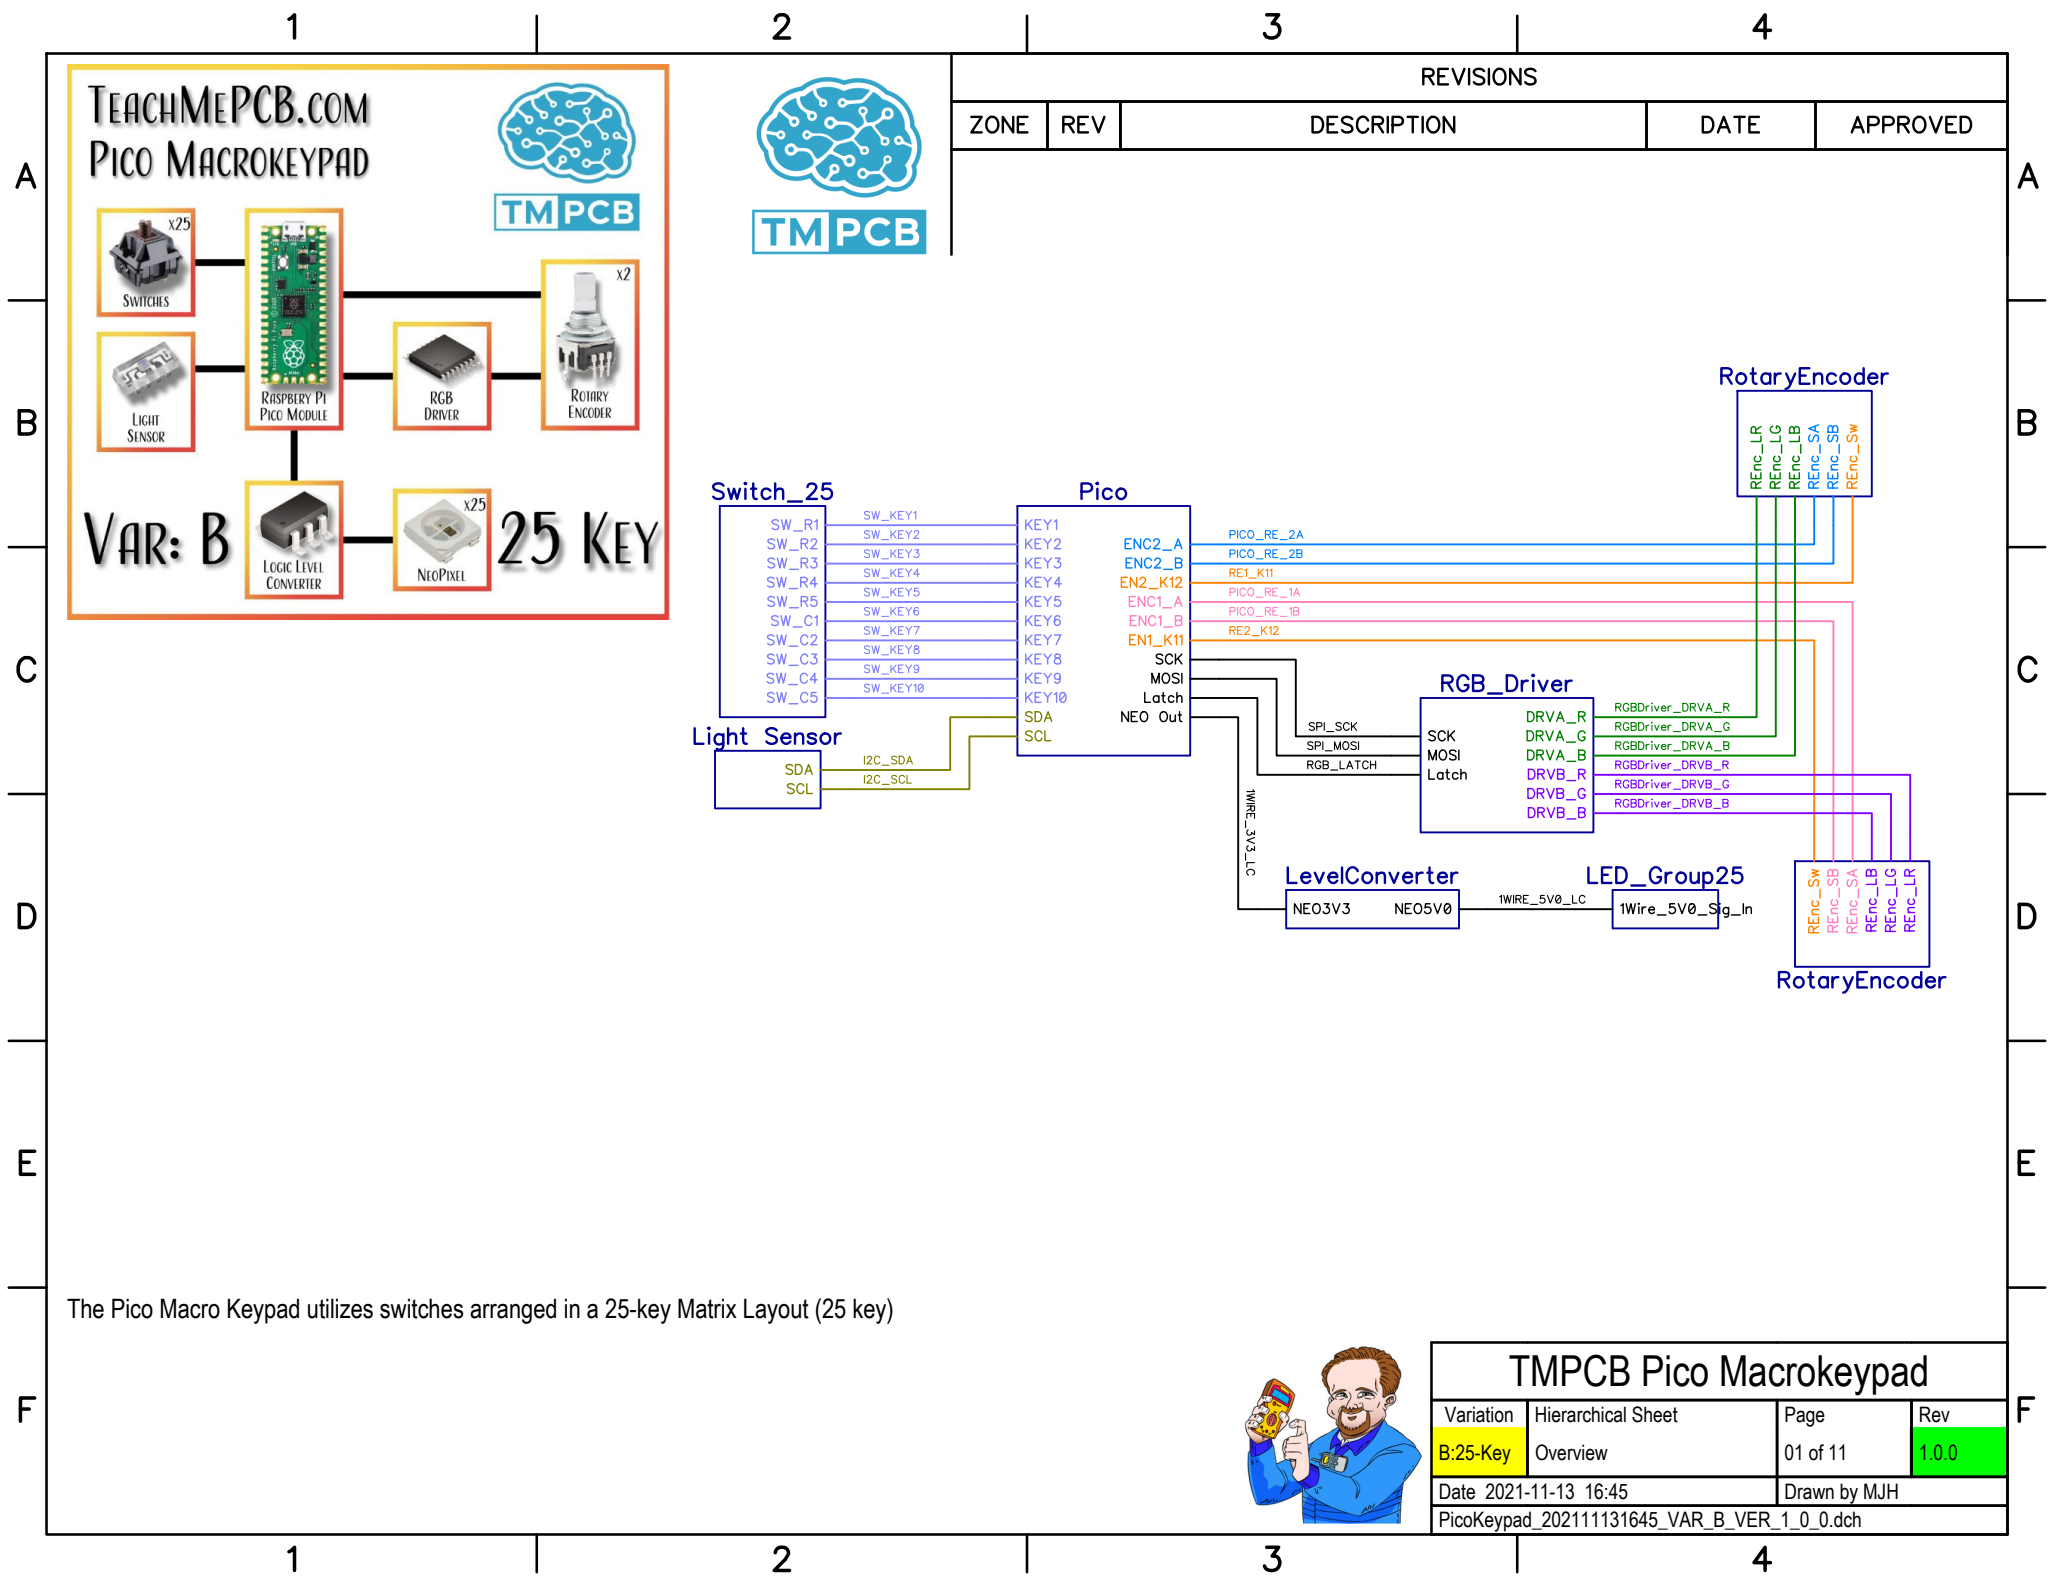 1 2 3 4
TEACHMEPCB.COM
PICO MACROKEYPAD
TM PCB
x25
SWITCHES
LIGHT
SENSOR
RASPBERY PI
PICO MODULE
RGB
DRIVER
x2
ROTARY
ENCODER
VAR: B
LOGIC LEVEL
CONVERTER
x25
NEOPIXEL
25 KEY
TM PCB
REVISIONS
ZONE REV DESCRIPTION DATE APPROVED
A A
B B
C C
D D
E E
F F
Switch_25
SW_R1
SW_R2
SW_R3
SW_R4
SW_R5
SW_C1
SW_C2
SW_C3
SW_C4
SW_C5
SW_KEY1
SW_KEY2
SW_KEY3
SW_KEY4
SW_KEY5
SW_KEY6
SW_KEY7
SW_KEY8
SW_KEY9
SW_KEY10
Light Sensor
SDA
SCL
I2C_SDA
I2C_SCL
Pico
KEY1
KEY2
KEY3
KEY4
KEY5
KEY6
KEY7
KEY8
KEY9
KEY10
SDA
SCL
ENC2_A
ENC2_B
EN2_K12
ENC1_A
ENC1_B
EN1_K11
SCK
MOSI
Latch
NEO Out
PICO_RE_2A
PICO_RE_2B
RE1_K11
PICO_RE_1A
PICO_RE_1B
RE2_K12
SPI_SCK
SPI_MOSI
RGB_LATCH
1WIRE_3V3_LC
RGB_Driver
SCK
MOSI
Latch
DRVA_R
DRVA_G
DRVA_B
DRVB_R
DRVB_G
DRVB_B
RGBDriver_DRVA_R
RGBDriver_DRVA_G
RGBDriver_DRVA_B
RGBDriver_DRVB_R
RGBDriver_DRVB_G
RGBDriver_DRVB_B
RotaryEncoder
REnc_LR
REnc_LG
REnc_LB
REnc_SA
REnc_SB
REnc_Sw
LevelConverter
NEO3V3 NEO5V0
1WIRE_5V0_LC
LED_Group25
1Wire_5V0_Sig_In
REnc_Sw
REnc_SB
REnc_SA
REnc_LB
REnc_LG
REnc_LR
RotaryEncoder
The Pico Macro Keypad utilizes switches arranged in a 25-key Matrix Layout (25 key)
TMPCB Pico Macrokeypad
Variation Hierarchical Sheet Page Rev
B:25-Key Overview 01 of 11 1.0.0
Date 2021-11-13 16:45 Drawn by MJH
PicoKeypad_202111131645_VAR_B_VER_1_0_0.dch
1 2 3 4